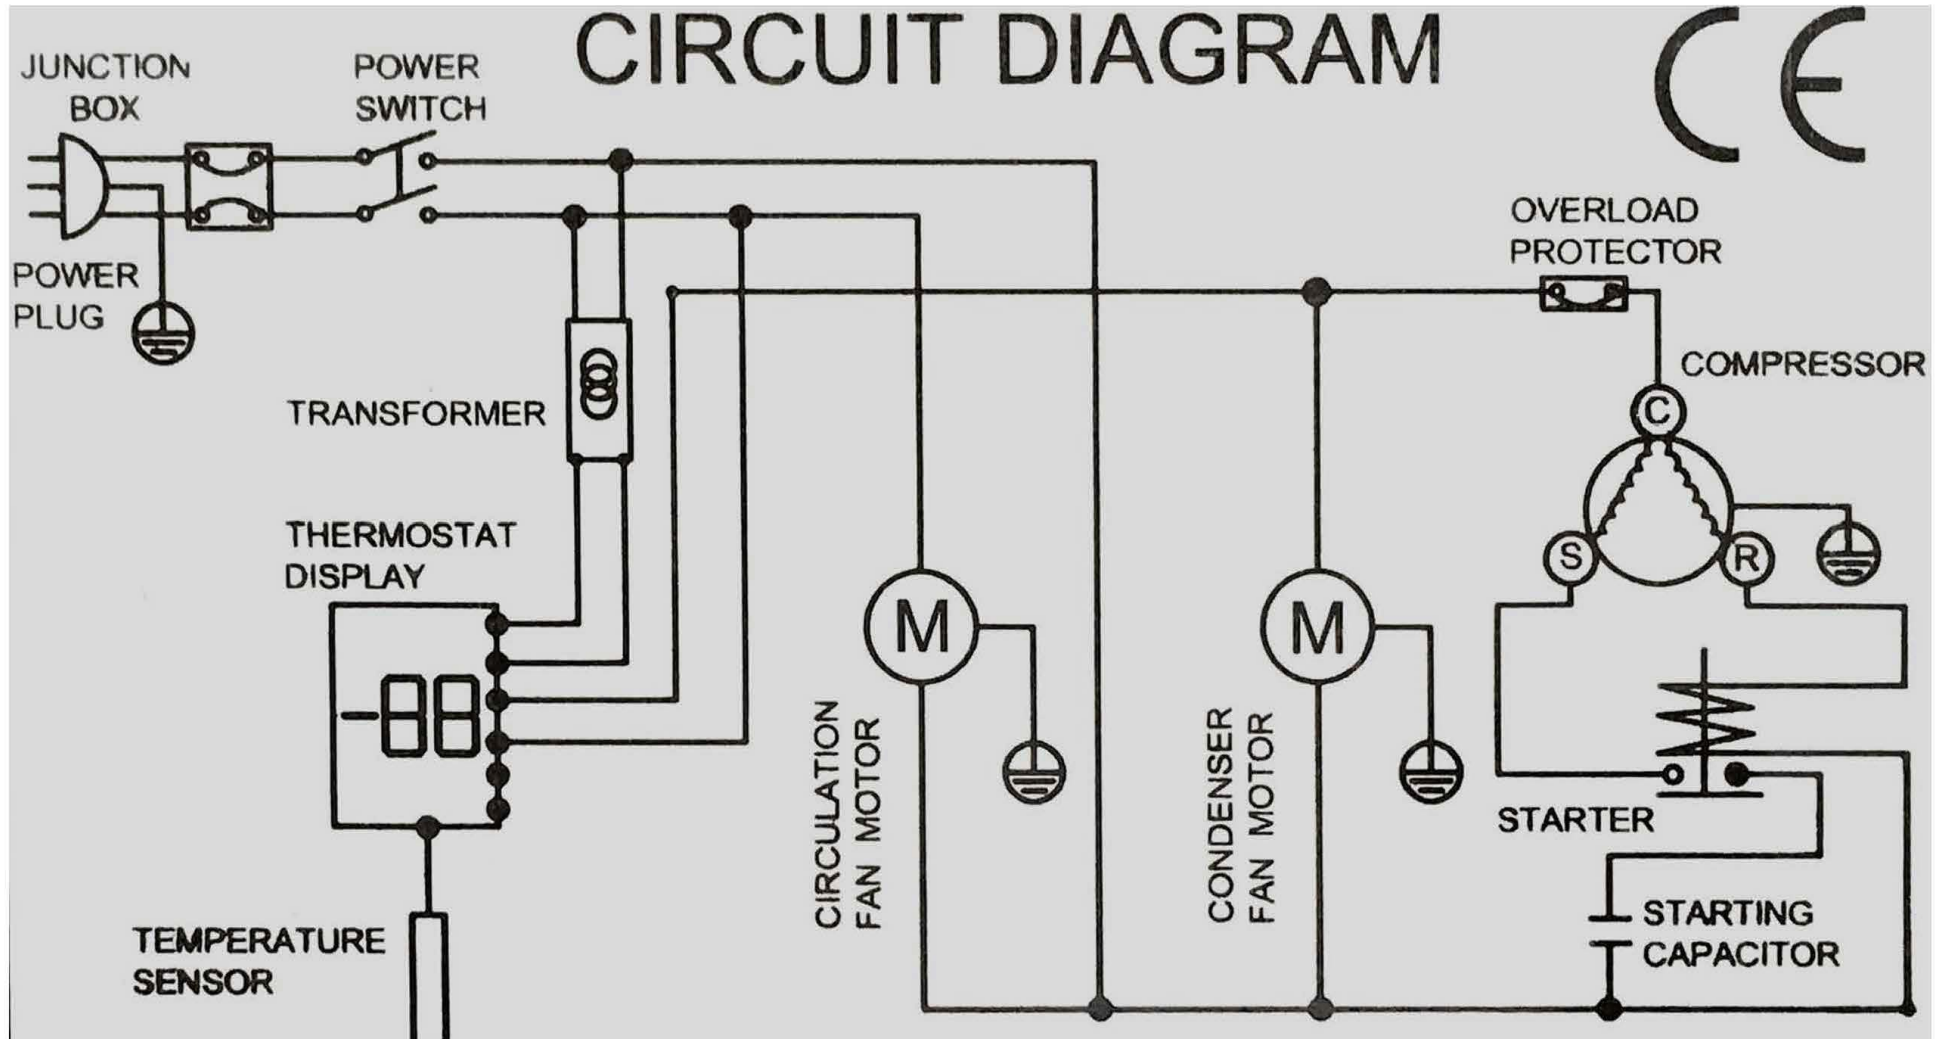 CIRCUIT DIAGRAM
CE
JUNCTION
BOX
POWER
SWITCH
POWER
PLUG
OVERLOAD
PROTECTOR
COMPRESSOR
C
S
R
TRANSFORMER
THERMOSTAT
DISPLAY
-88
M
M
CIRCULATION
FAN MOTOR
CONDENSER
FAN MOTOR
STARTER
STARTING
CAPACITOR
TEMPERATURE
SENSOR